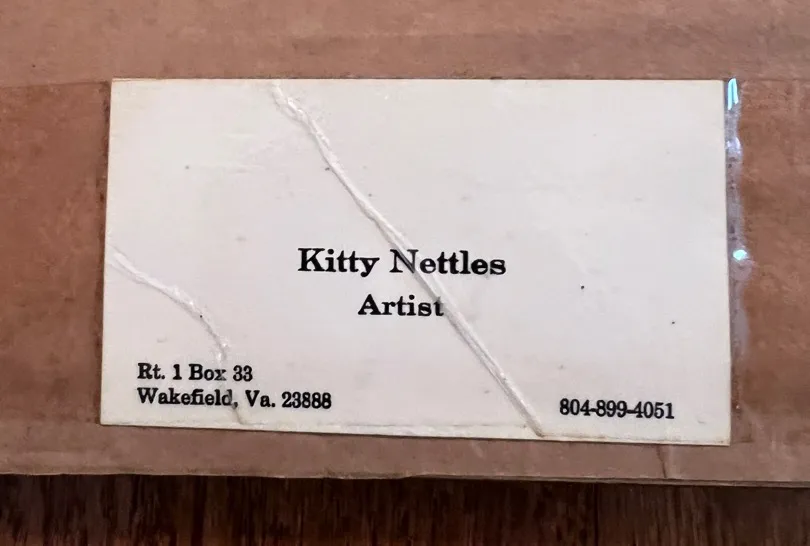 Kitty Nettles
Artist
Rt. 1 Box 33
Wakefield, Va. 23888
804-899-4051